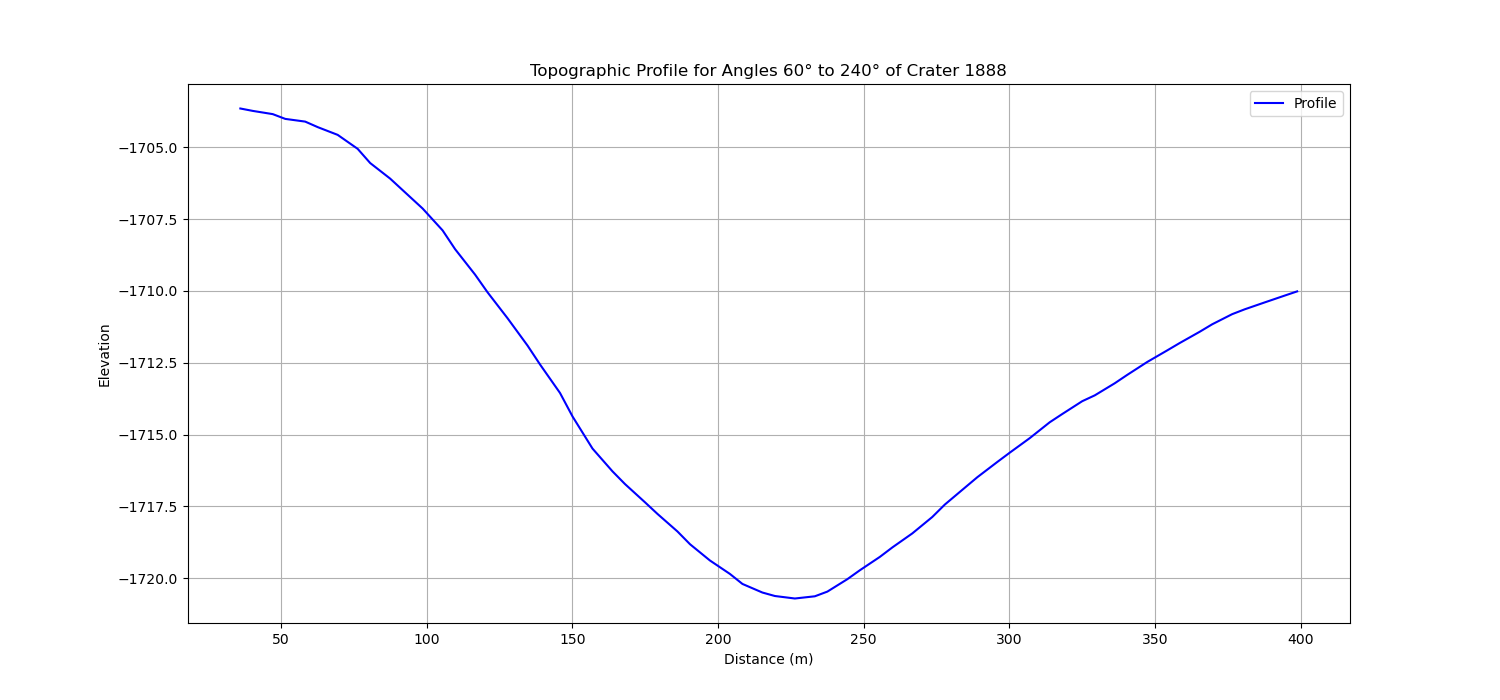 Topographic Profile for Angles 60° to 240° of Crater 1888
Profile
−1705.0
−1707.5
−1710.0
−1712.5
−1715.0
−1717.5
−1720.0
Elevation
50 100 150 200 250 300 350 400
Distance (m)